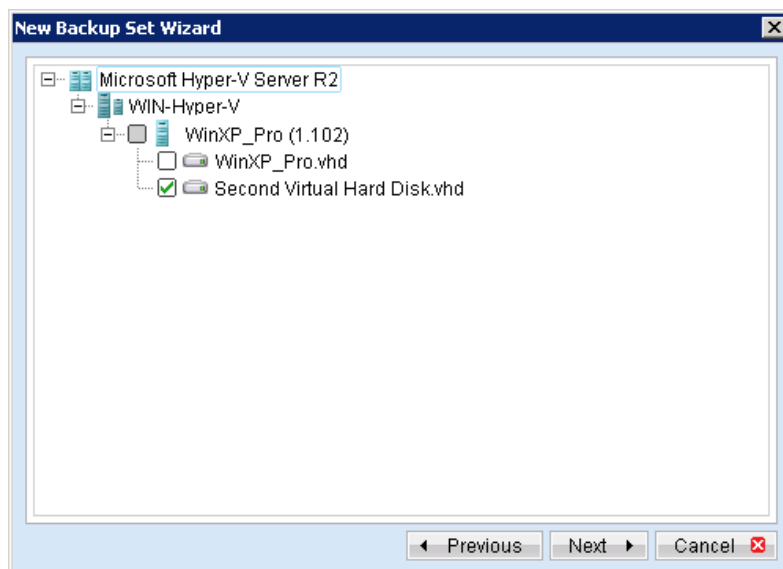 New Backup Set Wizard
Microsoft Hyper-V Server R2
WIN-Hyper-V
WinXP_Pro (1.102)
WinXP_Pro.vhd
Second Virtual Hard Disk.vhd
Previous Next Cancel